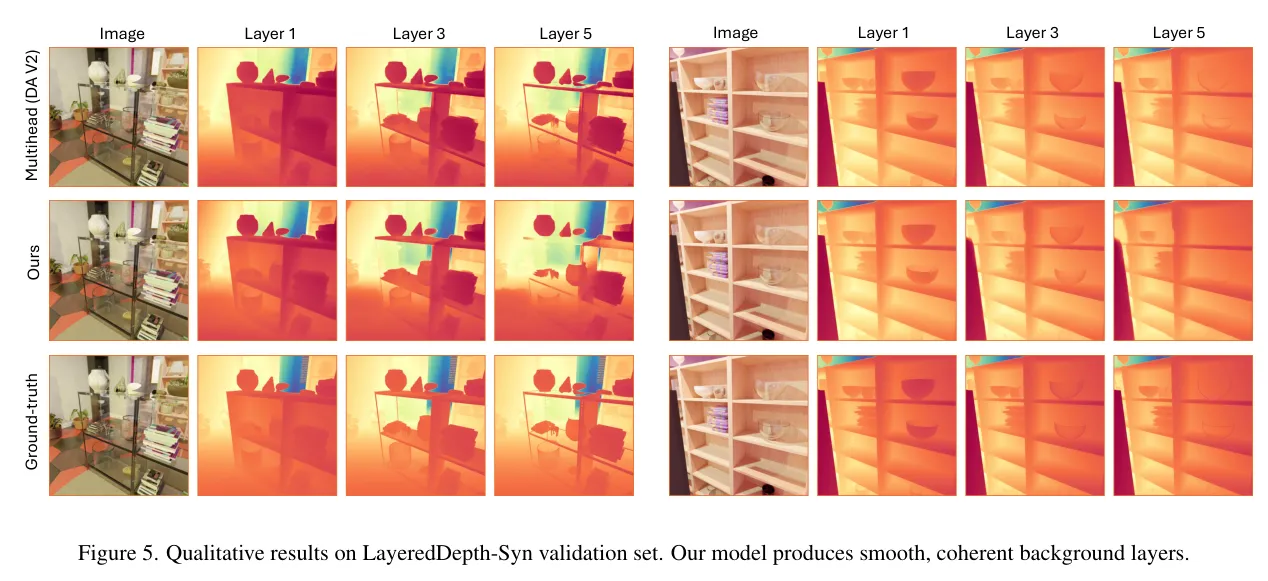 Image Layer 1 Layer 3 Layer 5 Image Layer 1 Layer 3 Layer 5
Multihead (DA V2)
Ours
Ground-truth
Figure 5. Qualitative results on LayeredDepth-Syn validation set. Our model produces smooth, coherent background layers.